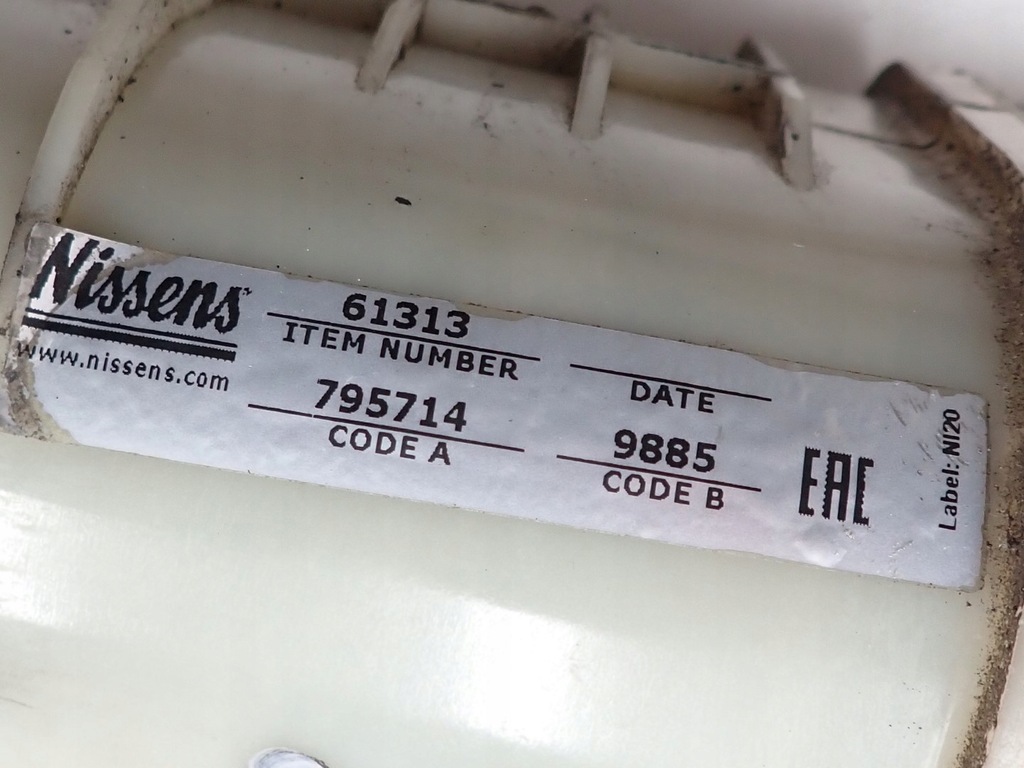 Nissens
www.nissens.com
61313
ITEM NUMBER
DATE
795714
CODE A
9885
CODE B
EAC
Label: NI20